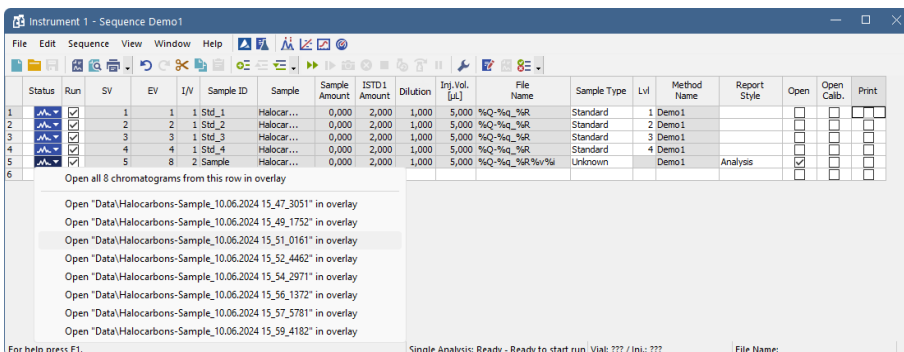 Instrument 1 - Sequence Demo1
File Edit Sequence View Window Help
Status Run SV EV I/V Sample ID Sample Sample Amount ISTD1 Amount Dilution Inj.Vol. [µL] File Name Sample Type Lvl Method Name Report Style Open Open Calib. Print
1 1 1 1 Std_1 Halocar... 0,000 2,000 1,000 5,000 %Q-%q_%R Standard 1 Demo1
2 2 2 1 Std_2 Halocar... 0,000 2,000 1,000 5,000 %Q-%q_%R Standard 2 Demo1
3 3 3 1 Std_3 Halocar... 0,000 2,000 1,000 5,000 %Q-%q_%R Standard 3 Demo1
4 4 4 1 Std_4 Halocar... 0,000 2,000 1,000 5,000 %Q-%q_%R Standard 4 Demo1
5 5 8 2 Sample Halocar... 0,000 2,000 1,000 5,000 %Q-%q_%R%v%i Unknown Demo1 Analysis
6
Open all 8 chromatograms from this row in overlay
Open "Data\Halocarbons-Sample_10.06.2024 15_47_3051" in overlay
Open "Data\Halocarbons-Sample_10.06.2024 15_49_1752" in overlay
Open "Data\Halocarbons-Sample_10.06.2024 15_51_0161" in overlay
Open "Data\Halocarbons-Sample_10.06.2024 15_52_4462" in overlay
Open "Data\Halocarbons-Sample_10.06.2024 15_54_2971" in overlay
Open "Data\Halocarbons-Sample_10.06.2024 15_56_1372" in overlay
Open "Data\Halocarbons-Sample_10.06.2024 15_57_5781" in overlay
Open "Data\Halocarbons-Sample_10.06.2024 15_59_4182" in overlay
For help press F1. Single Analysis: Ready - Ready to start run Vial: ??? / Inj.: ??? File Name: